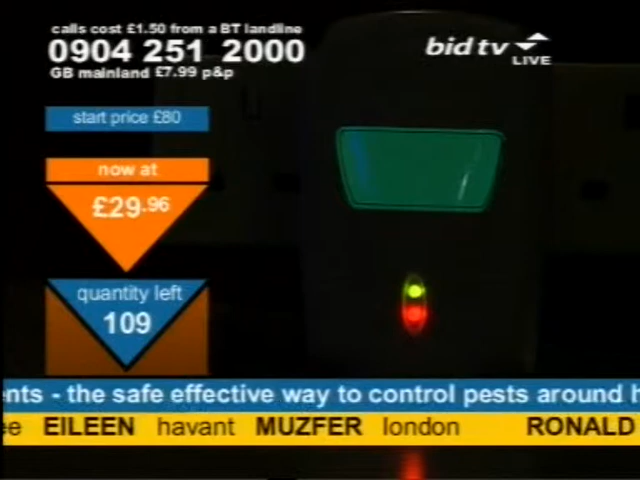 calls cost £1.50 from a BT landline
0904 251 2000
GB mainland £7.99 p&p
bid tv
LIVE
start price £80
now at
£29.96
quantity left
109
ents - the safe effective way to control pests around h
ee EILEEN havant MUZFER london RONALD